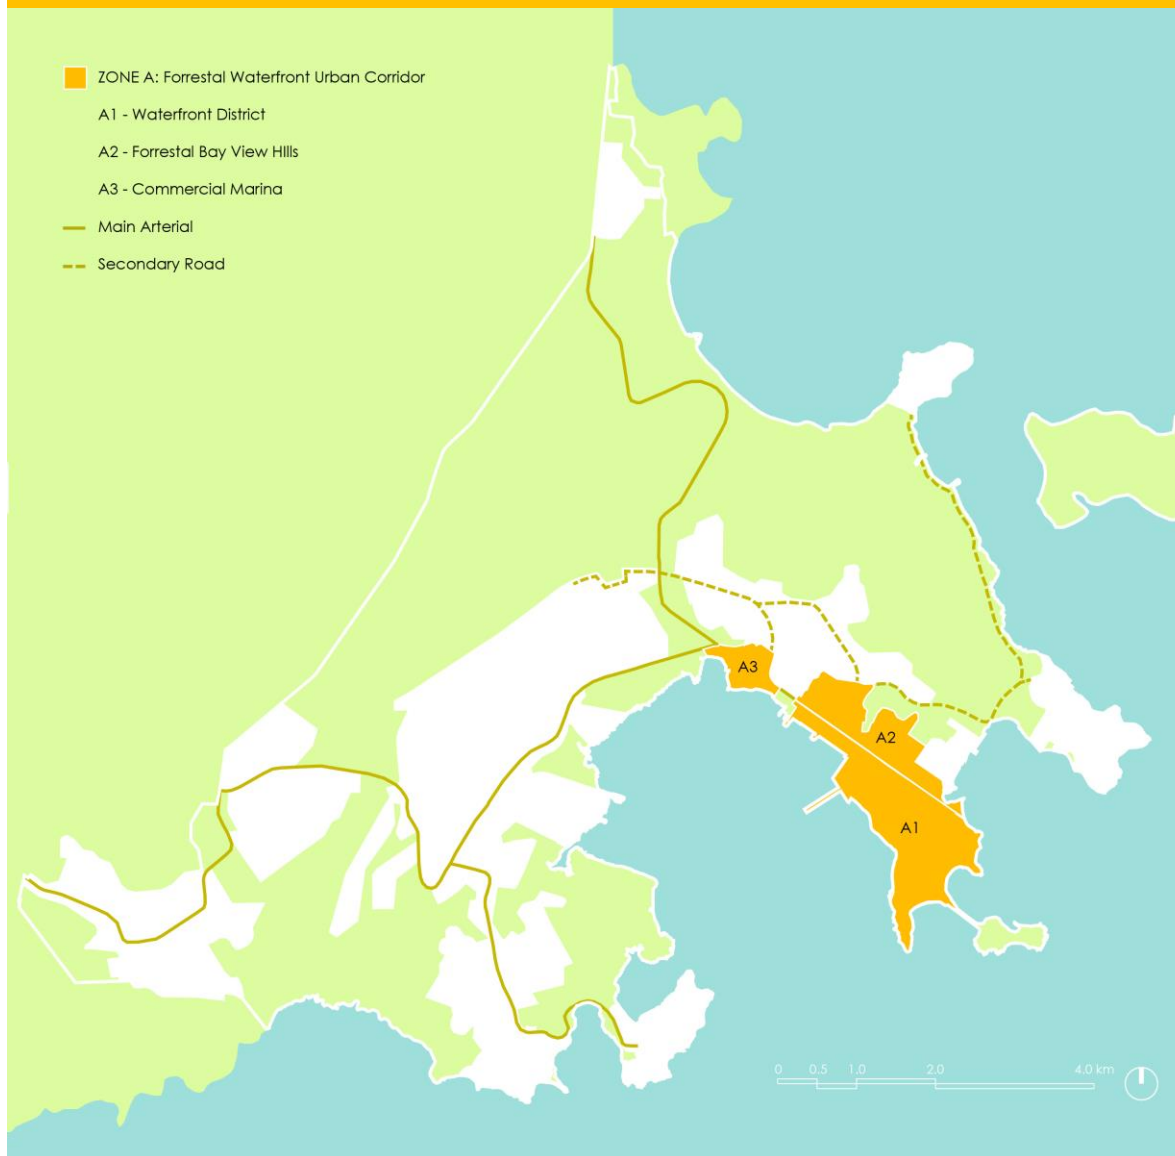 ZONE A: Forrestal Waterfront Urban Corridor
A1 - Waterfront District
A2 - Forrestal Bay View HIlls
A3 - Commercial Marina
Main Arterial
Secondary Road
A3
A2
A1
0 0.5 1.0 2.0 4.0 km